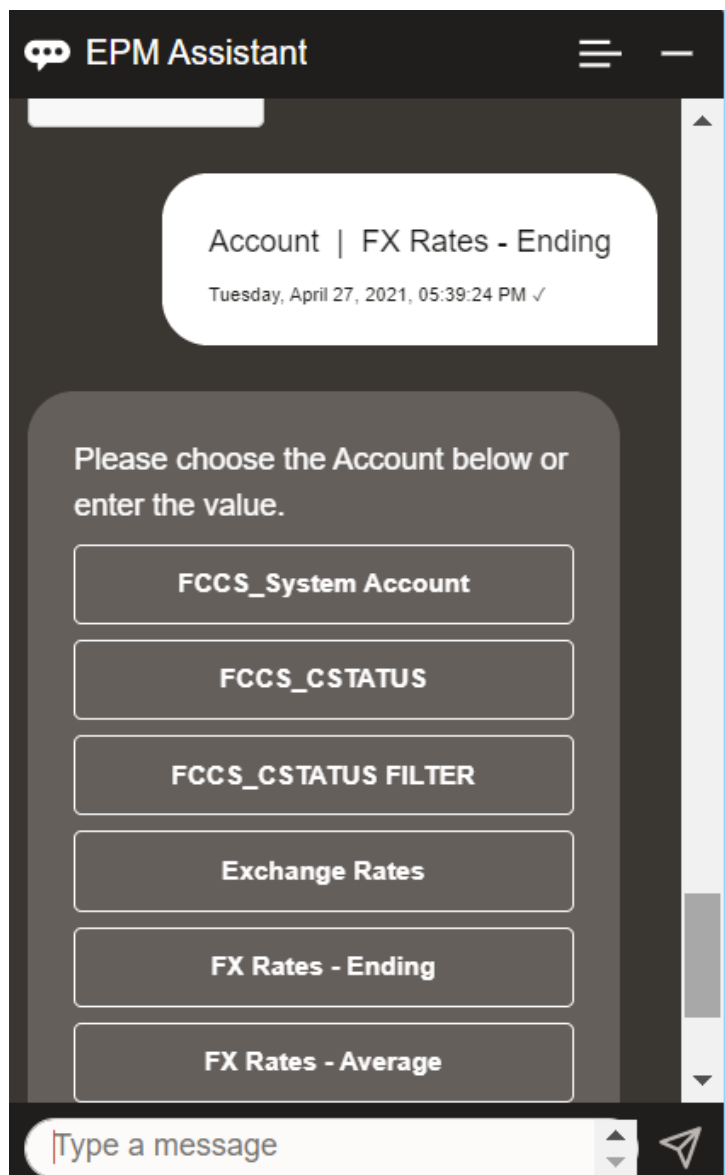 EPM Assistant
Account | FX Rates - Ending
Tuesday, April 27, 2021, 05:39:24 PM ✓
Please choose the Account below or
enter the value.
FCCS_System Account
FCCS_CSTATUS
FCCS_CSTATUS FILTER
Exchange Rates
FX Rates - Ending
FX Rates - Average
Type a message